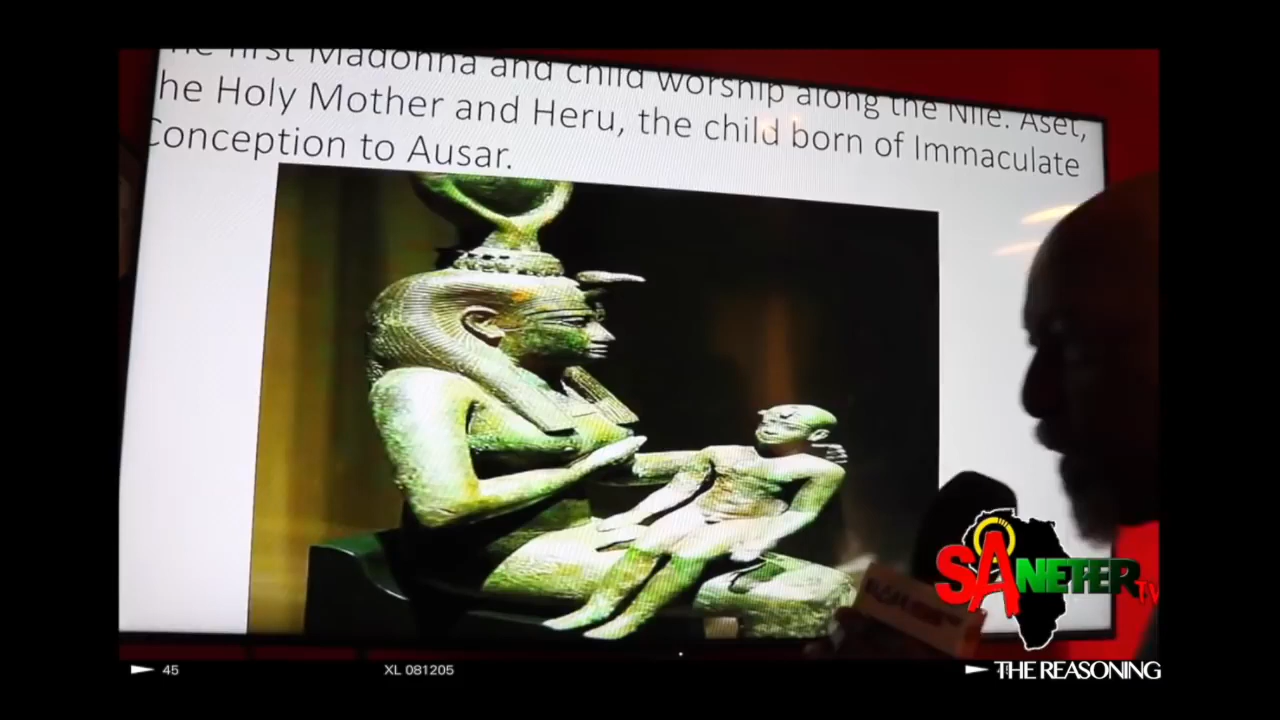 first Madonna and child worship along the Nile. Aset,
he Holy Mother and Heru, the child born of Immaculate
Conception to Ausar.
SANETER TV
THE REASONING
45
XL 081205